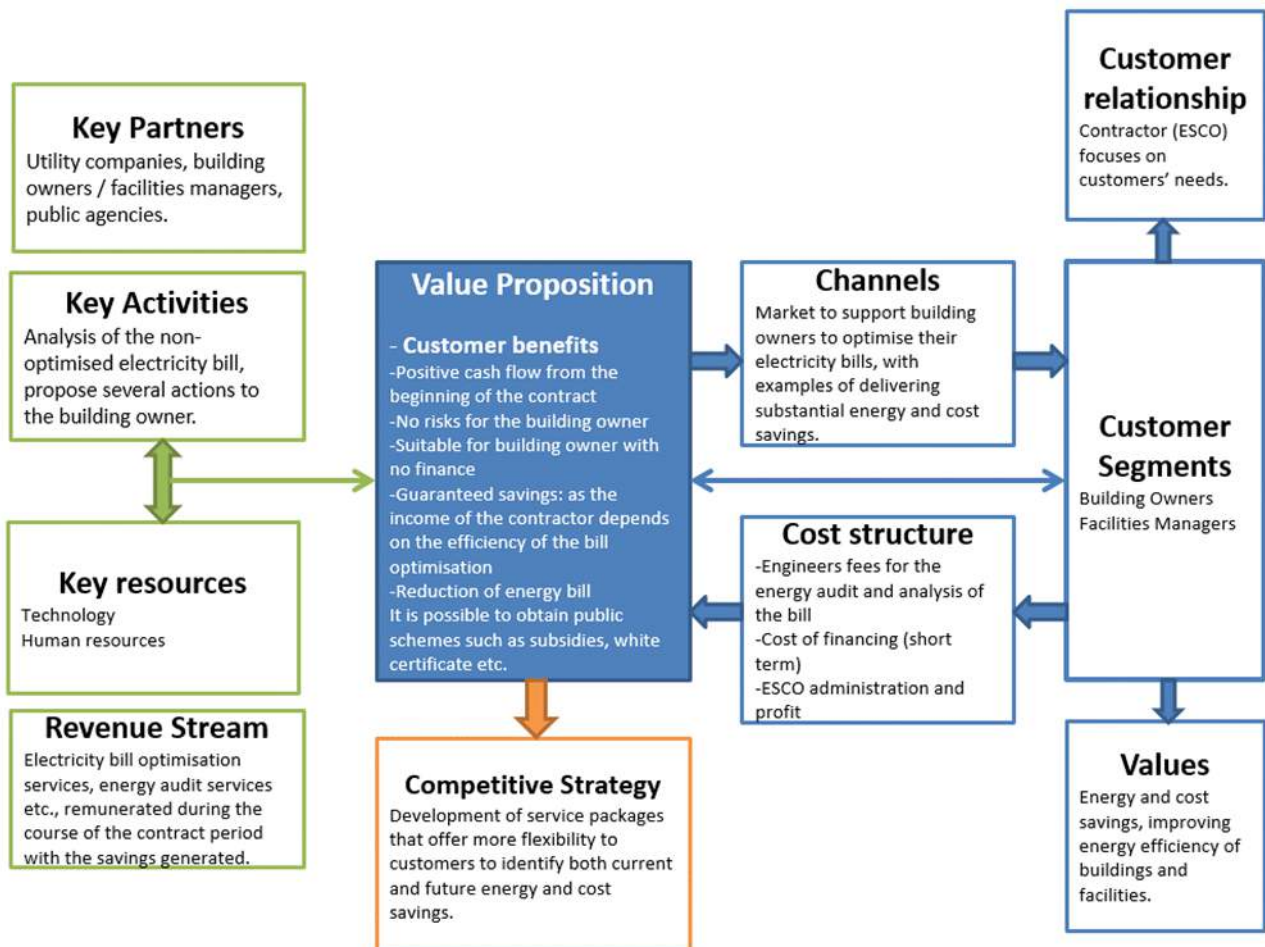 Key Partners
Utility companies, building
owners / facilities managers,
public agencies.
Key Activities
Analysis of the non-
optimised electricity bill,
propose several actions to
the building owner.
Key resources
Technology
Human resources
Revenue Stream
Electricity bill optimisation
services, energy audit services
etc., remunerated during the
course of the contract period
with the savings generated.
Value Proposition
- Customer benefits
-Positive cash flow from the
beginning of the contract
-No risks for the building owner
-Suitable for building owner with
no finance
-Guaranteed savings: as the
income of the contractor depends
on the efficiency of the bill
optimisation
-Reduction of energy bill
It is possible to obtain public
schemes such as subsidies, white
certificate etc.
Competitive Strategy
Development of service packages
that offer more flexibility to
customers to identify both current
and future energy and cost
savings.
Channels
Market to support building
owners to optimise their
electricity bills, with
examples of delivering
substantial energy and cost
savings.
Cost structure
-Engineers fees for the
energy audit and analysis of
the bill
-Cost of financing (short
term)
-ESCO administration and
profit
Customer
relationship
Contractor (ESCO)
focuses on
customers’ needs.
Customer
Segments
Building Owners
Facilities Managers
Values
Energy and cost
savings, improving
energy efficiency of
buildings and
facilities.